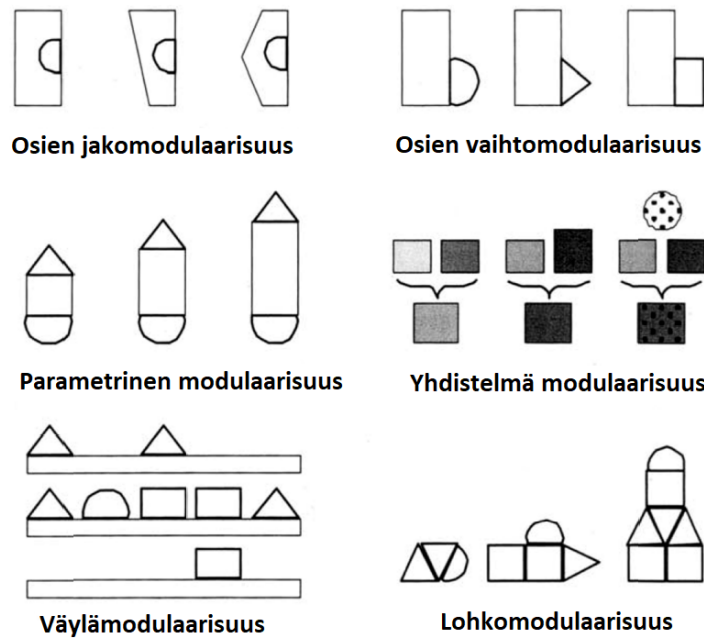 Osien jakomodulaarisuus
Osien vaihtomodulaarisuus
Parametrinen modulaarisuus
Yhdistelmä modulaarisuus
Väylämodulaarisuus
Lohkomodulaarisuus